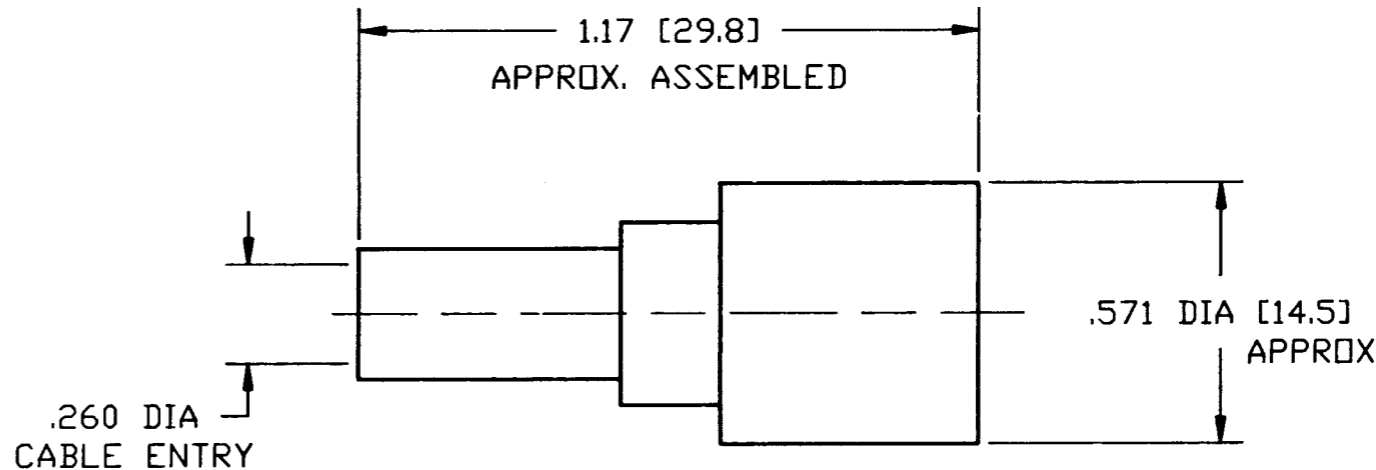 1.17 [29.8]
APPROX. ASSEMBLED
.571 DIA [14.5]
APPROX
.260 DIA
CABLE ENTRY